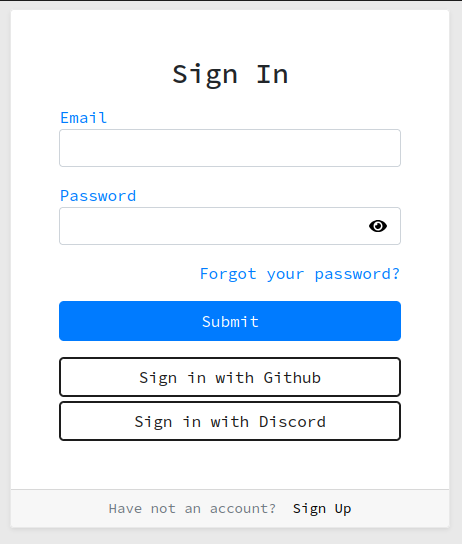 Sign In
Email
Password
Forgot your password?
Submit
Sign in with Github
Sign in with Discord
Have not an account? Sign Up